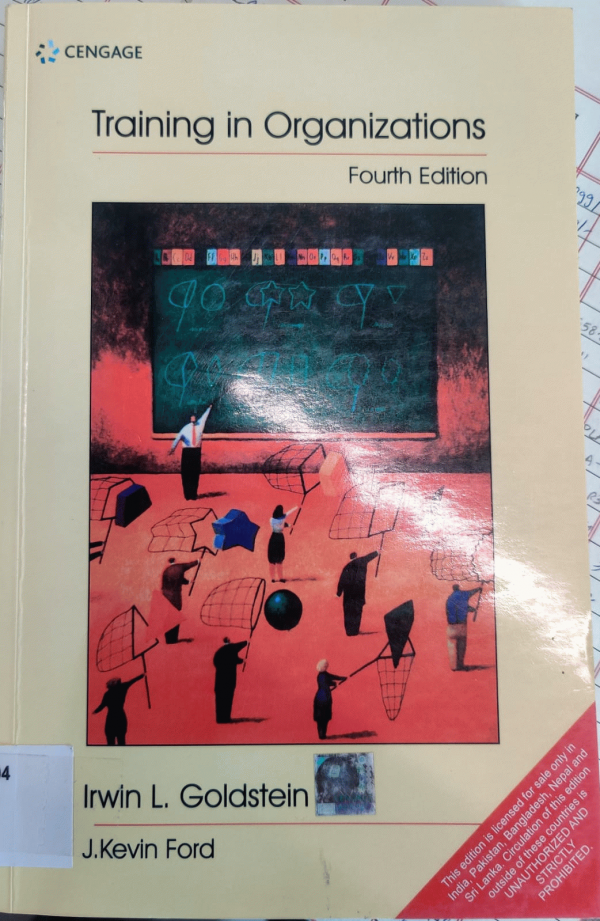 CENGAGE
Training in Organizations
Fourth Edition
Irwin L. Goldstein
J.Kevin Ford
This edition is licensed for sale only in
India, Pakistan, Bangladesh, Nepal and
Sri Lanka. Circulation of this edition
outside of these countries is
UNAUTHORIZED AND
STRICTLY
PROHIBITED.